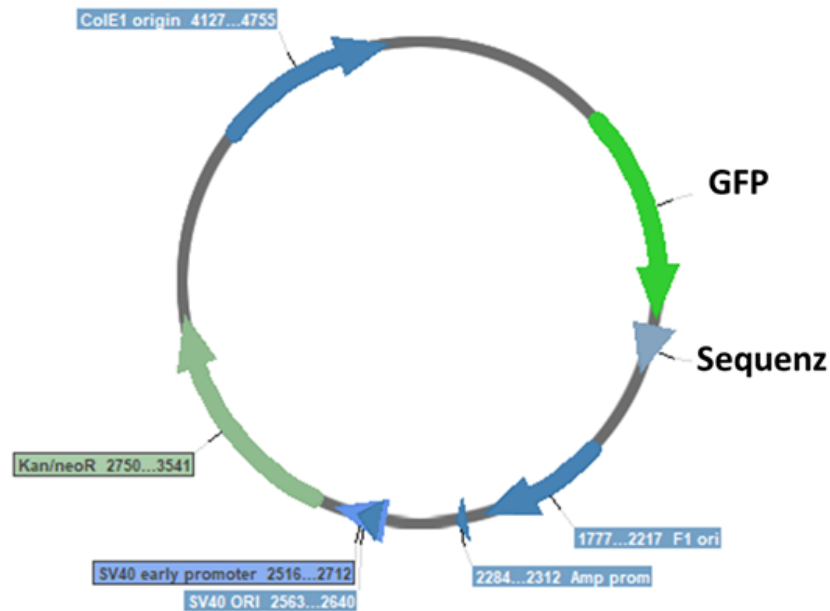 ColE1 origin 4127...4755
GFP
Sequenz
Kan/neoR 2750...3541
1777...2217 F1 ori
SV40 early promoter 2516...2712
2284...2312 Amp prom
SV40 ORI 2563...2640